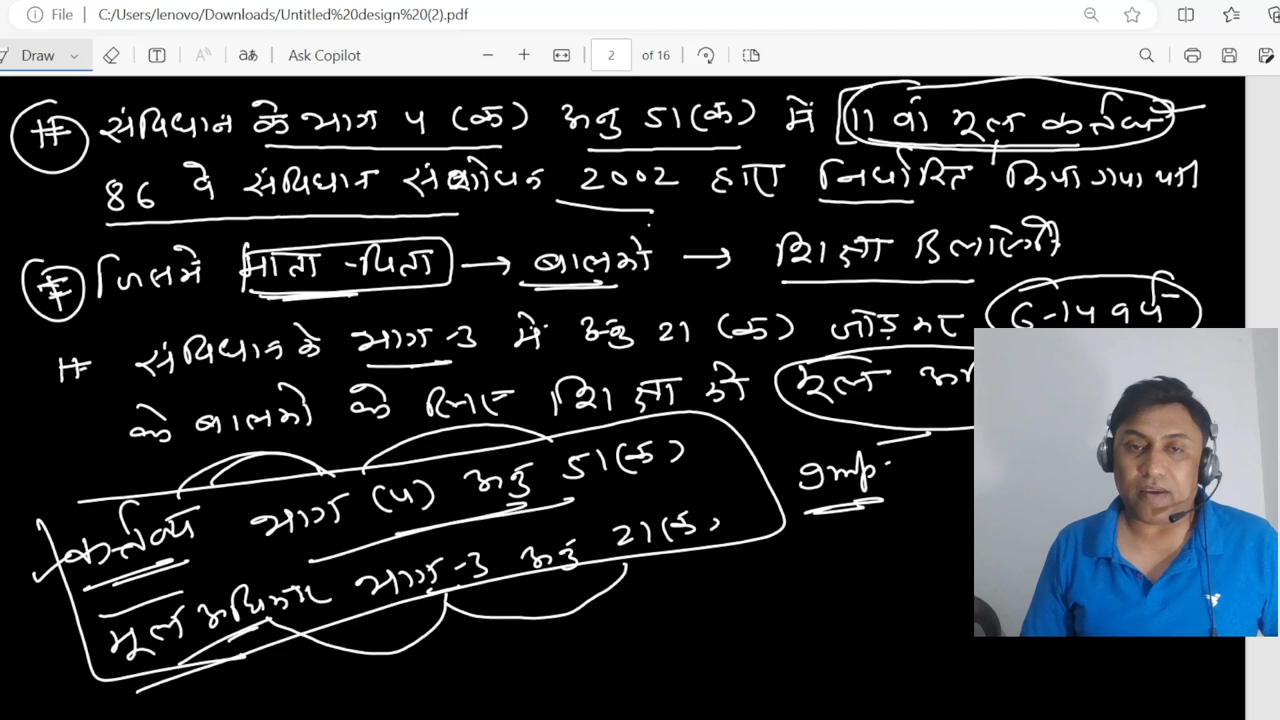 File C:/Users/lenovo/Downloads/Untitled%20design%20(2).pdf
Draw Ask Copilot 2 of 16
# संविधान के भाग 4 (क) अनु 51(क) में 11 वां मूल कर्तव्य
86 वे संविधान संशोधन 2002 द्वारा निर्धारित किया गया था
# जिसमें माता-पिता → बालको → शिक्षा दिलायेगें
# संविधान के भाग-3 में अनु 21 (क) जोड़ कर 6-14 वर्ष
के बालको के लिए शिक्षा को मूल
कर्तव्य भाग (4) अनु 51(क)
Imp.
मूल अधिकार भाग-3 अनु 21(क)